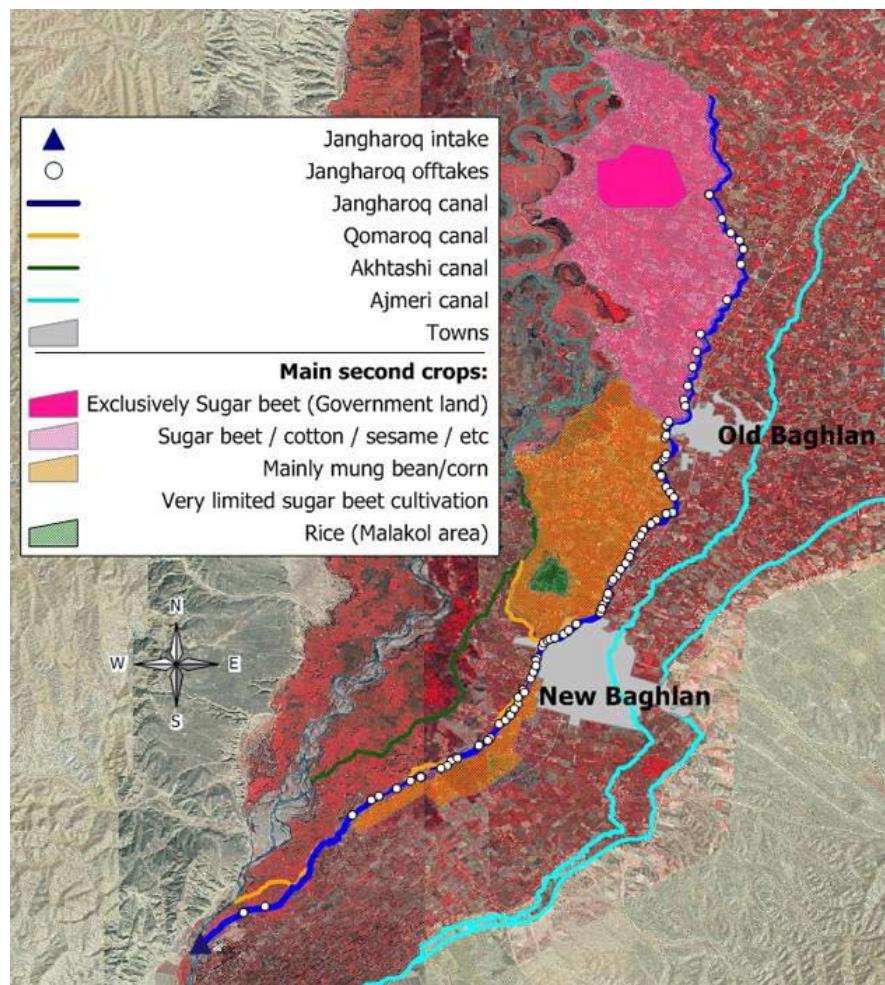 Jangharoq intake
Jangharoq offtakes
Jangharoq canal
Qomaroq canal
Akhtashi canal
Ajmeri canal
Towns
Main second crops:
Exclusively Sugar beet (Government land)
Sugar beet / cotton / sesame / etc
Mainly mung bean/corn
Very limited sugar beet cultivation
Rice (Malakol area)
Old Baghlan
N
W E
S
New Baghlan